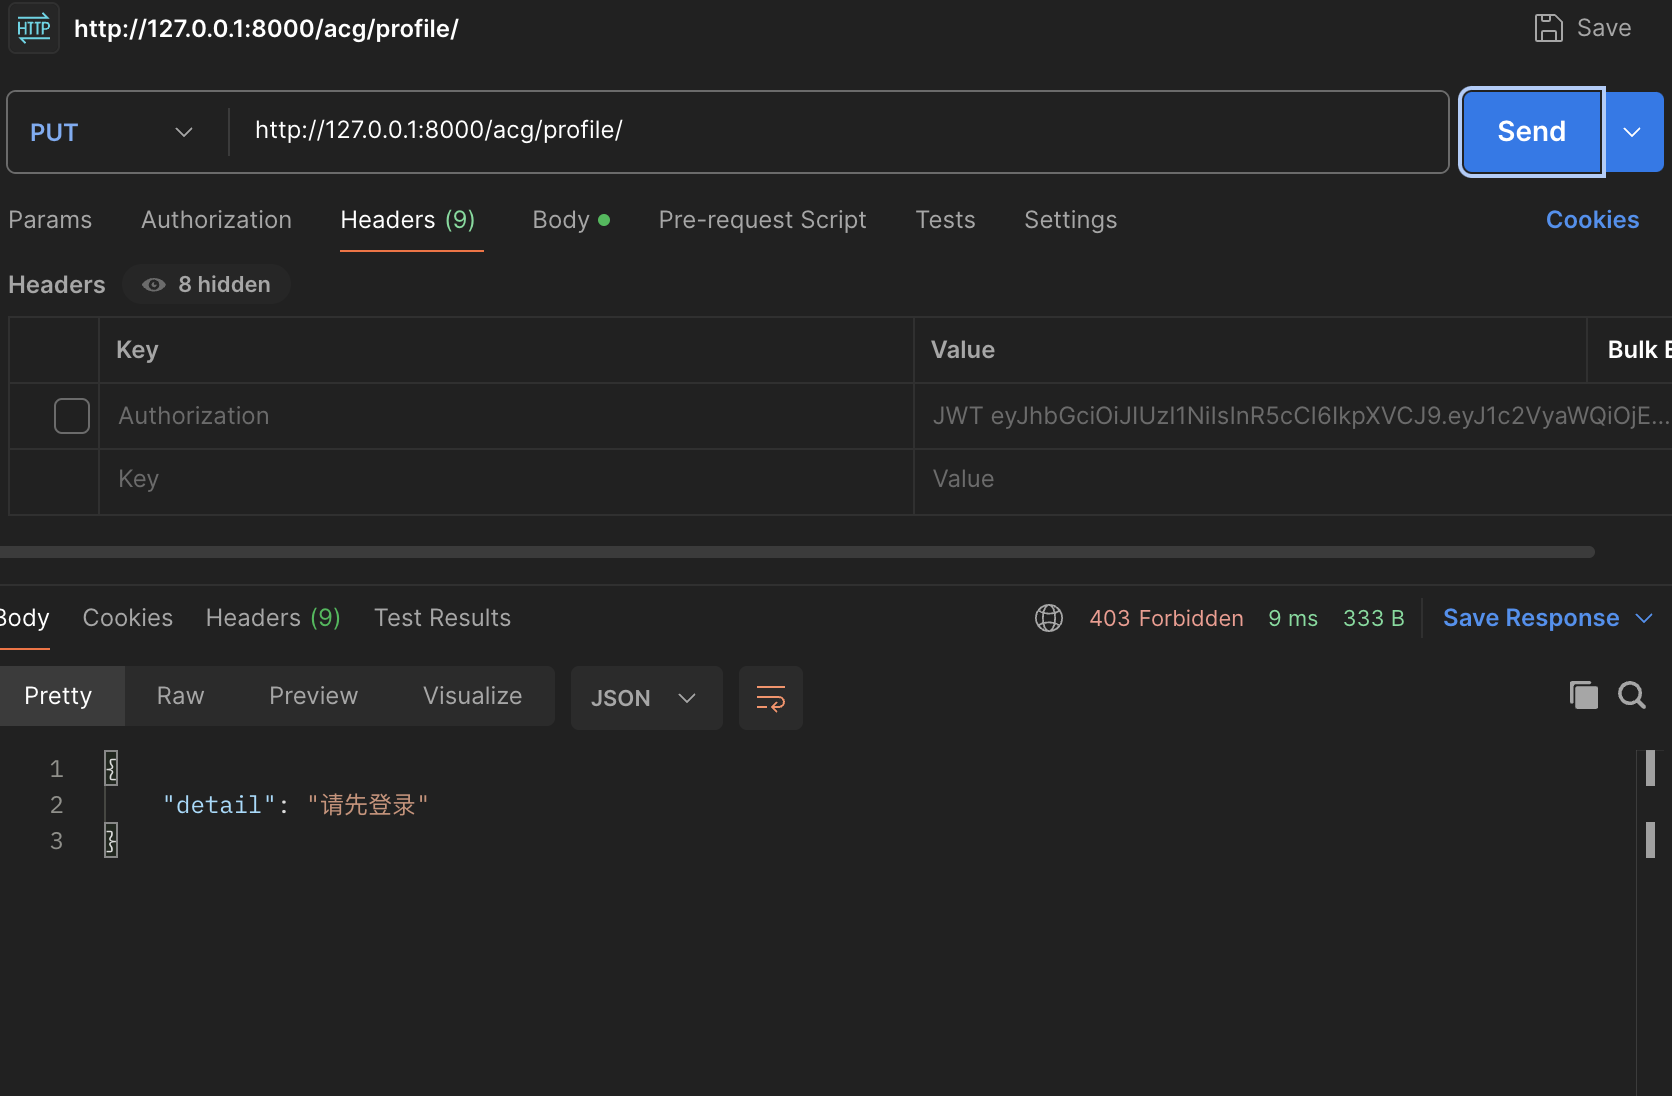 HTTP http://127.0.0.1:8000/acg/profile/ Save
PUT http://127.0.0.1:8000/acg/profile/ Send
Params Authorization Headers (9) Body Pre-request Script Tests Settings Cookies
Headers 8 hidden
Key Value Bulk E
Authorization JWT eyJhbGciOiJIUzI1NiIsInR5cCI6IkpXVCJ9.eyJ1c2VyaWQiOjE...
Key Value
Body Cookies Headers (9) Test Results 403 Forbidden 9 ms 333 B Save Response
Pretty Raw Preview Visualize JSON
1 {
2 "detail": "请先登录"
3 }